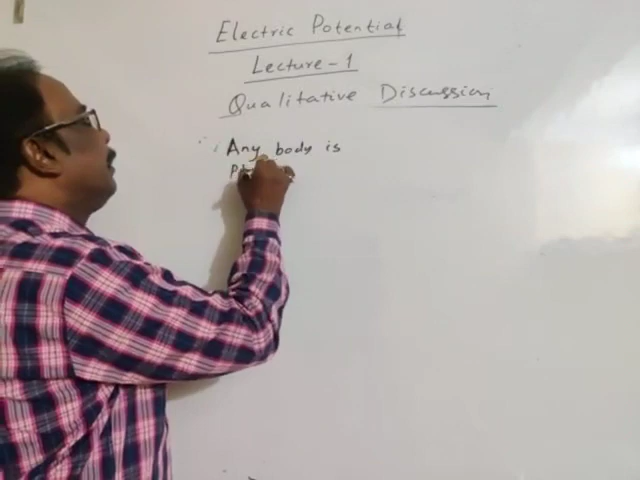 Electric Potential
Lecture - 1
Qualitative Discussion
Any body is